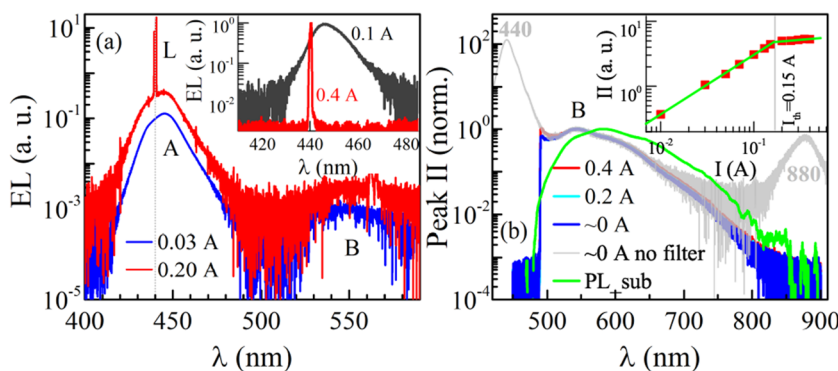 (a)
L
A
B
EL (a. u.)
10¹
10⁻¹
10⁻³
10⁻⁵
400 450 500 550
λ (nm)
0.03 A
0.20 A
EL (a. u.)
10⁰
10⁻²
420 440 460 480
λ (nm)
0.1 A
0.4 A
Peak II (norm.)
10²
10⁰
10⁻²
10⁻⁴
440
B
880
(b)
0.4 A
0.2 A
~0 A
~0 A no filter
PL_sub
500 600 700 800 900
λ (nm)
II (a. u.)
10¹
10⁰
10⁻² 10⁻¹
I (A)
I_th=0.15 A